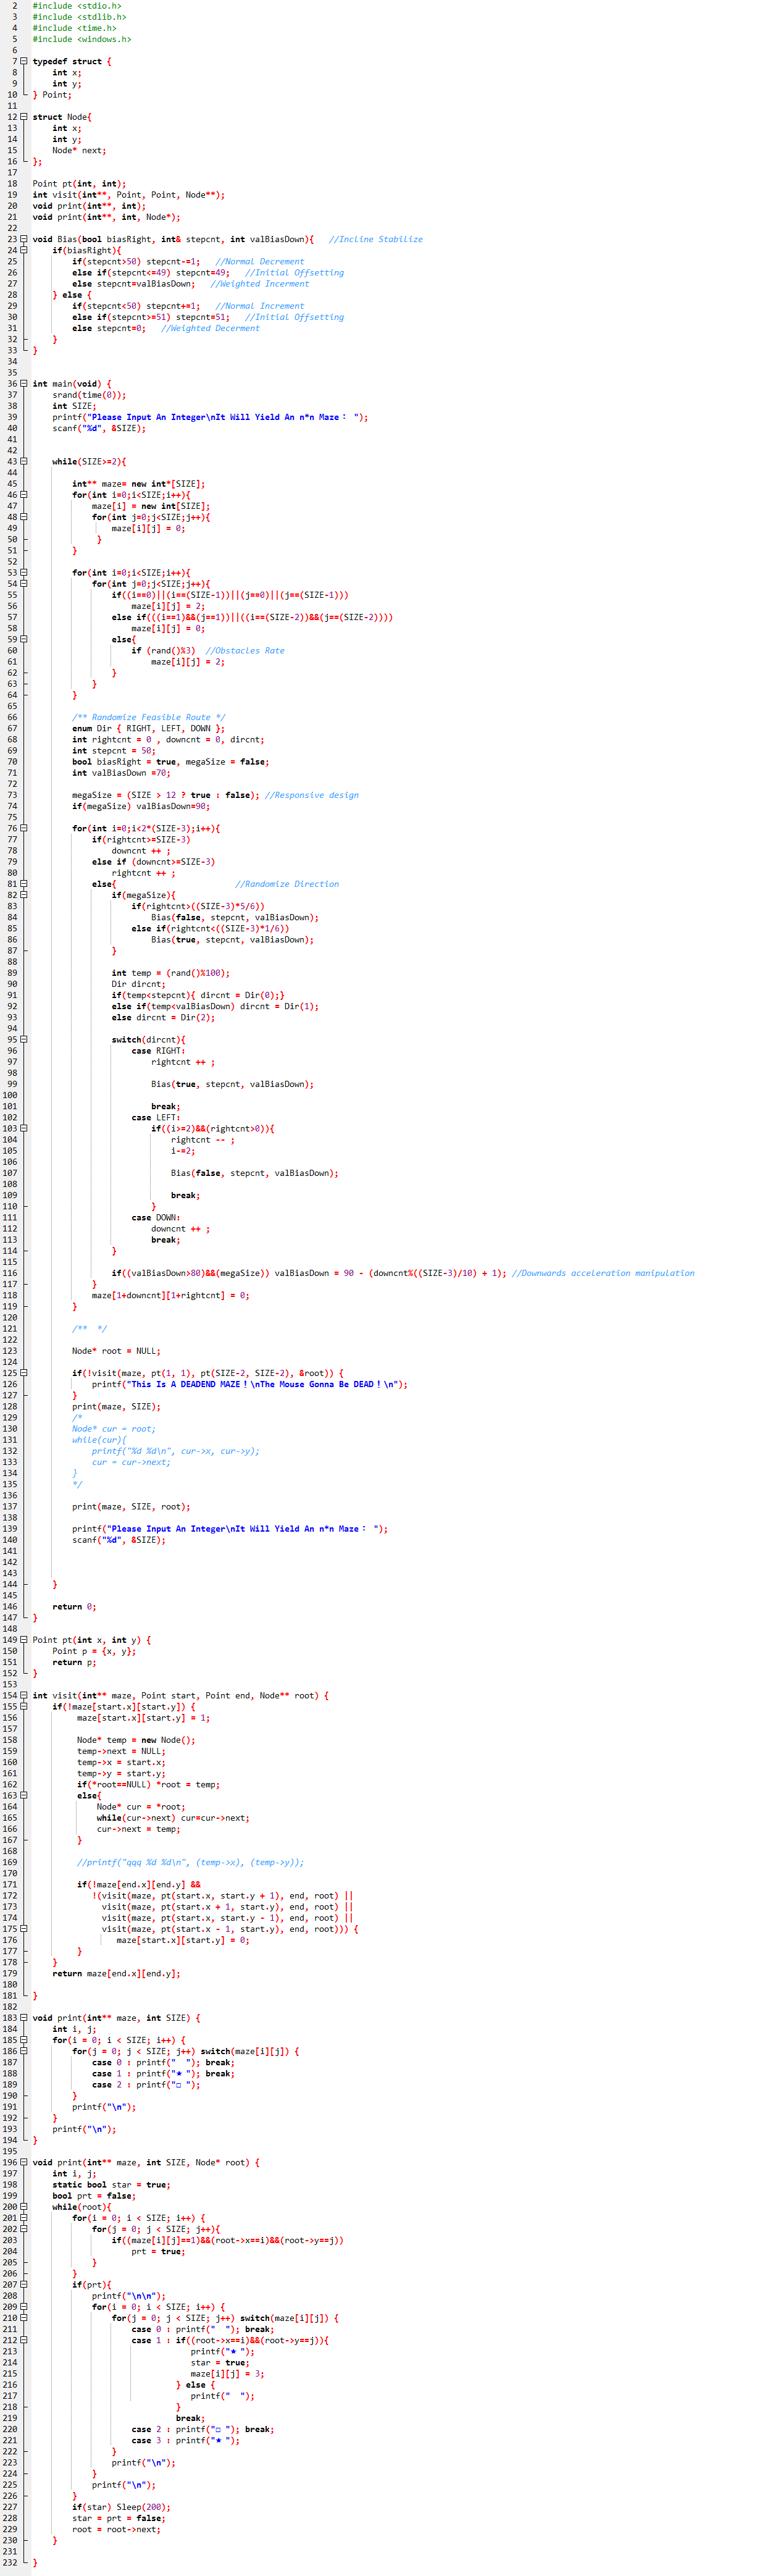 2 #include <stdio.h>
3 #include <stdlib.h>
4 #include <time.h>
5 #include <windows.h>
6
7 typedef struct {
8     int x;
9     int y;
10 } Point;
11
12 struct Node{
13     int x;
14     int y;
15     Node* next;
16 };
17
18 Point pt(int, int);
19 int visit(int**, Point, Point, Node**);
20 void print(int**, int);
21 void print(int**, int, Node*);
22
23 void Bias(bool biasRight, int& stepcnt, int valBiasDown){   //Incline Stabilize
24     if(biasRight){
25         if(stepcnt>50) stepcnt-=1;   //Normal Decrement
26         else if(stepcnt<=49) stepcnt=49;   //Initial Offsetting
27         else stepcnt=valBiasDown;   //Weighted Incerment
28     } else {
29         if(stepcnt<50) stepcnt+=1;   //Normal Increment
30         else if(stepcnt>=51) stepcnt=51;   //Initial Offsetting
31         else stepcnt=0;   //Weighted Decerment
32     }
33 }
34
35
36 int main(void) {
37     srand(time(0));
38     int SIZE;
39     printf("Please Input An Integer\nIt Will Yield An n*n Maze： ");
40     scanf("%d", &SIZE);
41
42
43     while(SIZE>=2){
44
45         int** maze= new int*[SIZE];
46         for(int i=0;i<SIZE;i++){
47             maze[i] = new int[SIZE];
48             for(int j=0;j<SIZE;j++){
49                 maze[i][j] = 0;
50              }
51         }
52
53         for(int i=0;i<SIZE;i++){
54             for(int j=0;j<SIZE;j++){
55                 if((i==0)||(i==(SIZE-1))||(j==0)||(j==(SIZE-1)))
56                     maze[i][j] = 2;
57                 else if(((i==1)&&(j==1))||((i==(SIZE-2))&&(j==(SIZE-2))))
58                     maze[i][j] = 0;
59                 else{
60                     if (rand()%3)  //Obstacles Rate
61                         maze[i][j] = 2;
62                 }
63             }
64         }
65
66         /** Randomize Feasible Route */
67         enum Dir { RIGHT, LEFT, DOWN };
68         int rightcnt = 0 , downcnt = 0, dircnt;
69         int stepcnt = 50;
70         bool biasRight = true, megaSize = false;
71         int valBiasDown =70;
72
73         megaSize = (SIZE > 12 ? true : false); //Responsive design
74         if(megaSize) valBiasDown=90;
75
76         for(int i=0;i<2*(SIZE-3);i++){
77             if(rightcnt>=SIZE-3)
78                 downcnt ++ ;
79             else if (downcnt>=SIZE-3)
80                 rightcnt ++ ;
81             else{                        //Randomize Direction
82                 if(megaSize){
83                     if(rightcnt>((SIZE-3)*5/6))
84                         Bias(false, stepcnt, valBiasDown);
85                     else if(rightcnt<((SIZE-3)*1/6))
86                         Bias(true, stepcnt, valBiasDown);
87                 }
88
89                 int temp = (rand()%100);
90                 Dir dircnt;
91                 if(temp<stepcnt){ dircnt = Dir(0);}
92                 else if(temp<valBiasDown) dircnt = Dir(1);
93                 else dircnt = Dir(2);
94
95                 switch(dircnt){
96                     case RIGHT:
97                         rightcnt ++ ;
98
99                         Bias(true, stepcnt, valBiasDown);
100
101                         break;
102                     case LEFT:
103                         if((i>=2)&&(rightcnt>0)){
104                             rightcnt -- ;
105                             i-=2;
106
107                             Bias(false, stepcnt, valBiasDown);
108
109                             break;
110                         }
111                     case DOWN:
112                         downcnt ++ ;
113                         break;
114                 }
115
116                 if((valBiasDown>80)&&(megaSize)) valBiasDown = 90 - (downcnt%((SIZE-3)/10) + 1); //Downwards acceleration manipulation
117             }
118             maze[1+downcnt][1+rightcnt] = 0;
119         }
120
121         /**  */
122
123         Node* root = NULL;
124
125         if(!visit(maze, pt(1, 1), pt(SIZE-2, SIZE-2), &root)) {
126             printf("This Is A DEADEND MAZE！\nThe Mouse Gonna Be DEAD！\n");
127         }
128         print(maze, SIZE);
129         /*
130         Node* cur = root;
131         while(cur){
132             printf("%d %d\n", cur->x, cur->y);
133             cur = cur->next;
134         }
135         */
136
137         print(maze, SIZE, root);
138
139         printf("Please Input An Integer\nIt Will Yield An n*n Maze： ");
140         scanf("%d", &SIZE);
141
142
143
144     }
145
146     return 0;
147 }
148
149 Point pt(int x, int y) {
150     Point p = {x, y};
151     return p;
152 }
153
154 int visit(int** maze, Point start, Point end, Node** root) {
155     if(!maze[start.x][start.y]) {
156          maze[start.x][start.y] = 1;
157
158          Node* temp = new Node();
159          temp->next = NULL;
160          temp->x = start.x;
161          temp->y = start.y;
162          if(*root==NULL) *root = temp;
163          else{
164              Node* cur = *root;
165              while(cur->next) cur=cur->next;
166              cur->next = temp;
167          }
168
169          //printf("qqq %d %d\n", (temp->x), (temp->y));
170
171          if(!maze[end.x][end.y] &&
172             !(visit(maze, pt(start.x, start.y + 1), end, root) ||
173               visit(maze, pt(start.x + 1, start.y), end, root) ||
174               visit(maze, pt(start.x, start.y - 1), end, root) ||
175               visit(maze, pt(start.x - 1, start.y), end, root))) {
176                  maze[start.x][start.y] = 0;
177          }
178     }
179     return maze[end.x][end.y];
180
181 }
182
183 void print(int** maze, int SIZE) {
184     int i, j;
185     for(i = 0; i < SIZE; i++) {
186         for(j = 0; j < SIZE; j++) switch(maze[i][j]) {
187             case 0 : printf("  "); break;
188             case 1 : printf("★ "); break;
189             case 2 : printf("□ ");
190         }
191         printf("\n");
192     }
193     printf("\n");
194 }
195
196 void print(int** maze, int SIZE, Node* root) {
197     int i, j;
198     static bool star = true;
199     bool prt = false;
200     while(root){
201         for(i = 0; i < SIZE; i++) {
202             for(j = 0; j < SIZE; j++){
203                 if((maze[i][j]==1)&&(root->x==i)&&(root->y==j))
204                     prt = true;
205             }
206         }
207         if(prt){
208             printf("\n\n");
209             for(i = 0; i < SIZE; i++) {
210                 for(j = 0; j < SIZE; j++) switch(maze[i][j]) {
211                     case 0 : printf("  "); break;
212                     case 1 : if((root->x==i)&&(root->y==j)){
213                                 printf("★ ");
214                                 star = true;
215                                 maze[i][j] = 3;
216                              } else {
217                                 printf("  ");
218                              }
219                              break;
220                     case 2 : printf("□ "); break;
221                     case 3 : printf("★ ");
222                 }
223                 printf("\n");
224             }
225             printf("\n");
226         }
227         if(star) Sleep(200);
228         star = prt = false;
229         root = root->next;
230     }
231
232 }